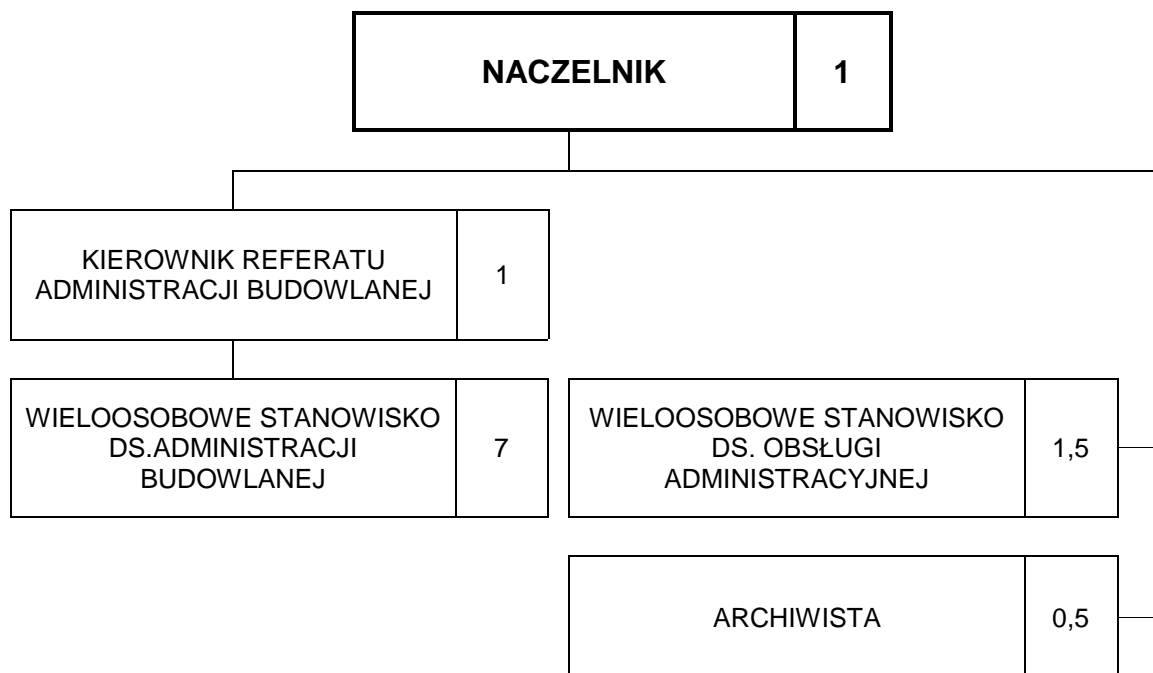 NACZELNIK 1
KIEROWNIK REFERATU
ADMINISTRACJI BUDOWLANEJ
1
WIELOOSOBOWE STANOWISKO
DS.ADMINISTRACJI
BUDOWLANEJ
7
WIELOOSOBOWE STANOWISKO
DS. OBSŁUGI
ADMINISTRACYJNEJ
1,5
ARCHIWISTA 0,5